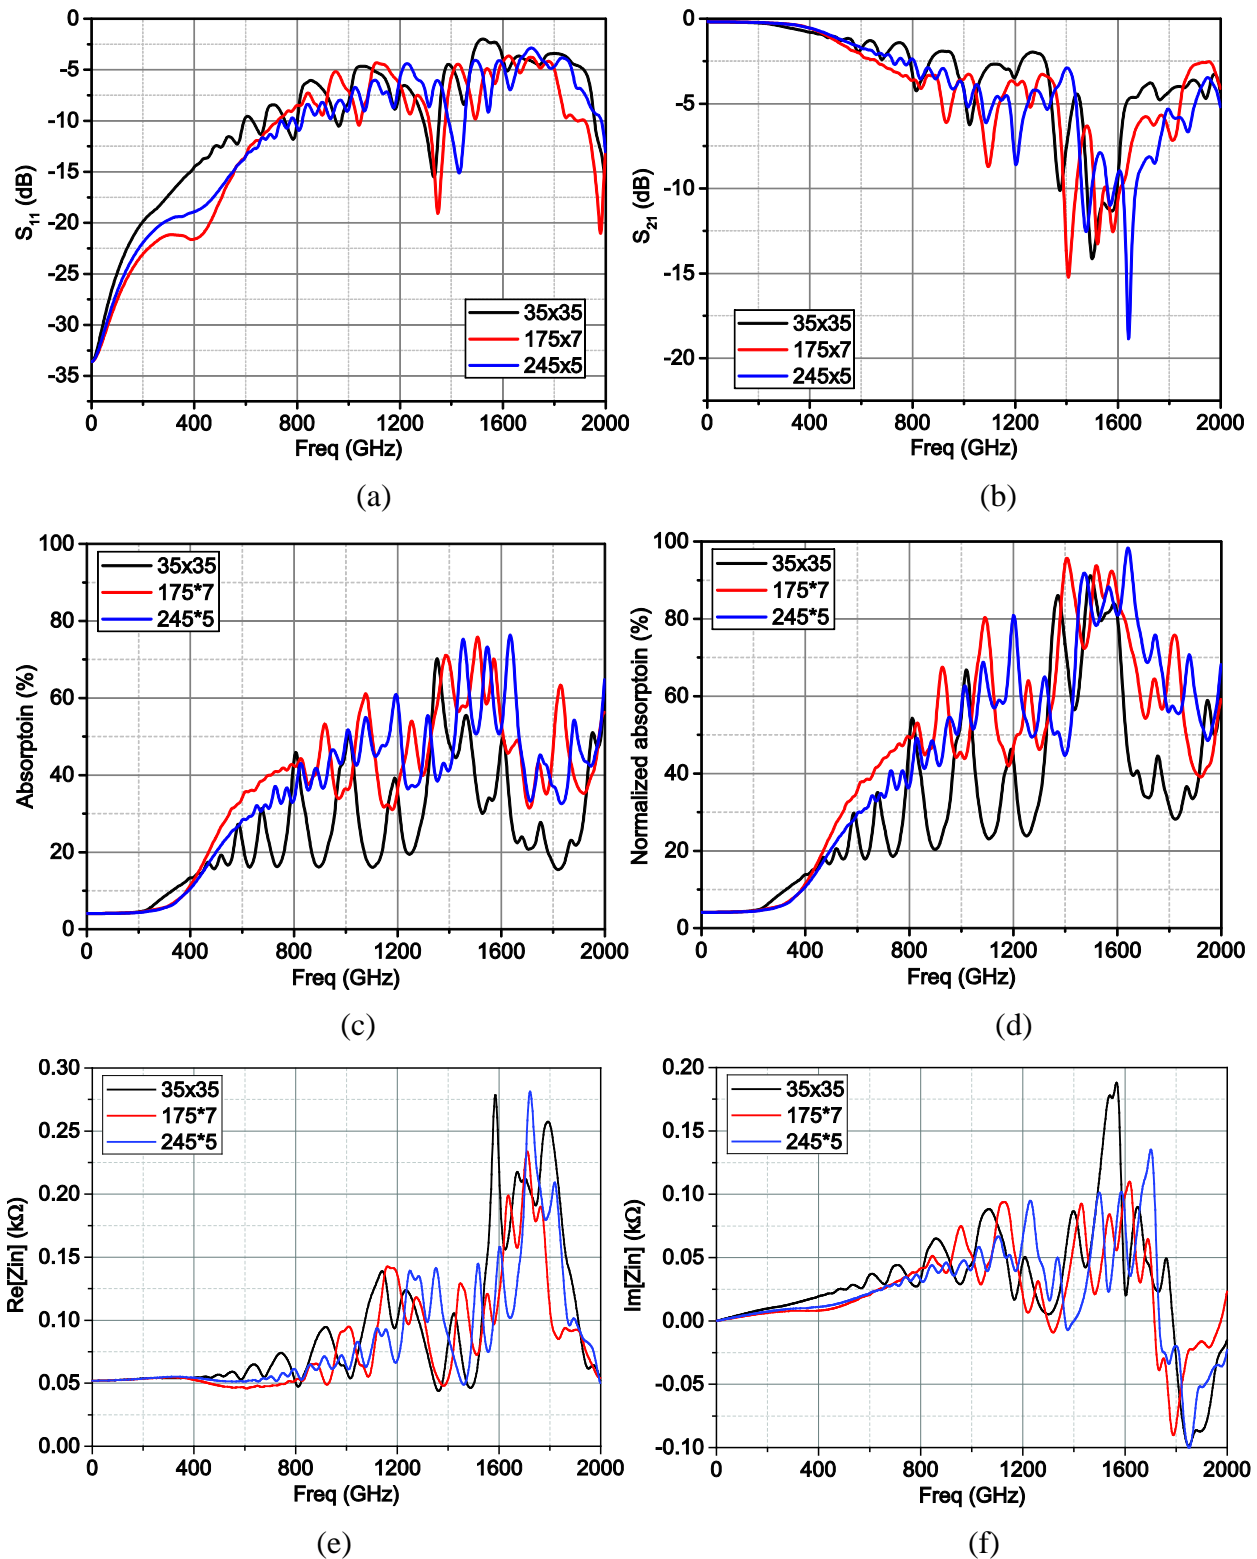 0
-5
-10
-15
-20
-25
-30
-35
S11 (dB)
35x35
175x7
245x5
0 400 800 1200 1600 2000
Freq (GHz)
(a)
0
-5
-10
-15
-20
S21 (dB)
35x35
175x7
245x5
0 400 800 1200 1600 2000
Freq (GHz)
(b)
100
80
60
40
20
0
Absorptoin (%)
35x35
175*7
245*5
0 400 800 1200 1600 2000
Freq (GHz)
(c)
100
80
60
40
20
0
Normalized absorptoin (%)
35x35
175*7
245*5
0 400 800 1200 1600 2000
Freq (GHz)
(d)
0.30
0.25
0.20
0.15
0.10
0.05
0.00
Re[Zin] (kΩ)
35x35
175*7
245*5
0 400 800 1200 1600 2000
Freq (GHz)
(e)
0.20
0.15
0.10
0.05
0.00
-0.05
-0.10
Im[Zin] (kΩ)
35x35
175*7
245*5
0 400 800 1200 1600 2000
Freq (GHz)
(f)